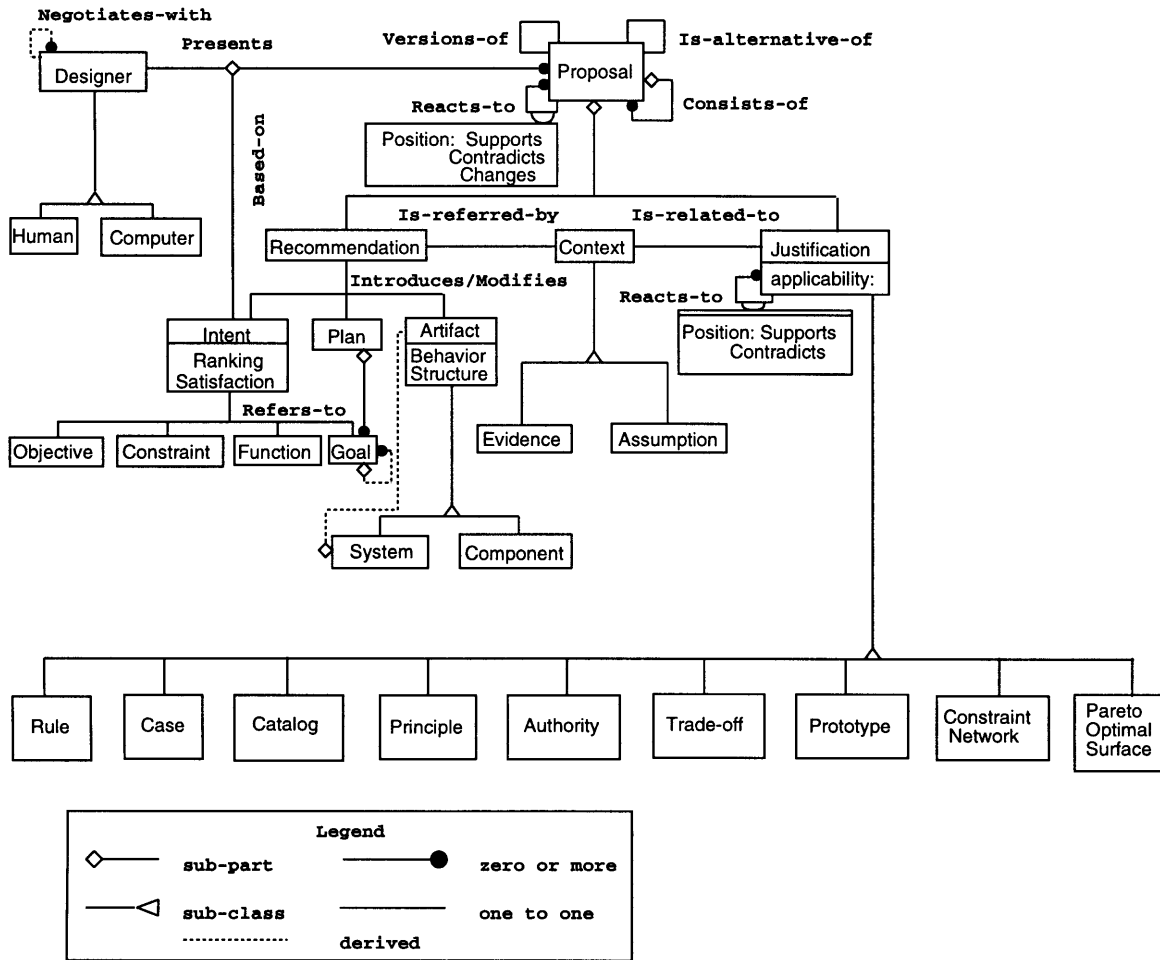 Negotiates-with
Presents
Versions-of
Is-alternative-of
Designer
Proposal
Reacts-to
Consists-of
Based-on
Position: Supports
Contradicts
Changes
Human
Computer
Is-referred-by
Is-related-to
Recommendation
Context
Justification
applicability:
Introduces/Modifies
Reacts-to
Intent
Ranking
Satisfaction
Plan
Artifact
Behavior
Structure
Position: Supports
Contradicts
Refers-to
Objective
Constraint
Function
Goal
Evidence
Assumption
System
Component
Rule
Case
Catalog
Principle
Authority
Trade-off
Prototype
Constraint
Network
Pareto
Optimal
Surface
Legend
sub-part
zero or more
sub-class
one to one
derived